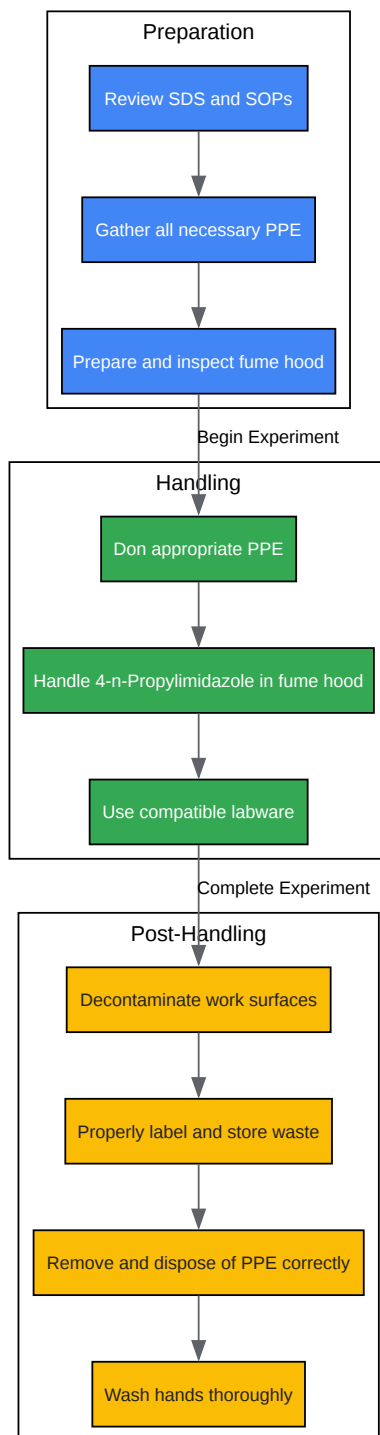 Preparation
Review SDS and SOPs
Gather all necessary PPE
Prepare and inspect fume hood
Begin Experiment
Handling
Don appropriate PPE
Handle 4-n-Propylimidazole in fume hood
Use compatible labware
Complete Experiment
Post-Handling
Decontaminate work surfaces
Properly label and store waste
Remove and dispose of PPE correctly
Wash hands thoroughly